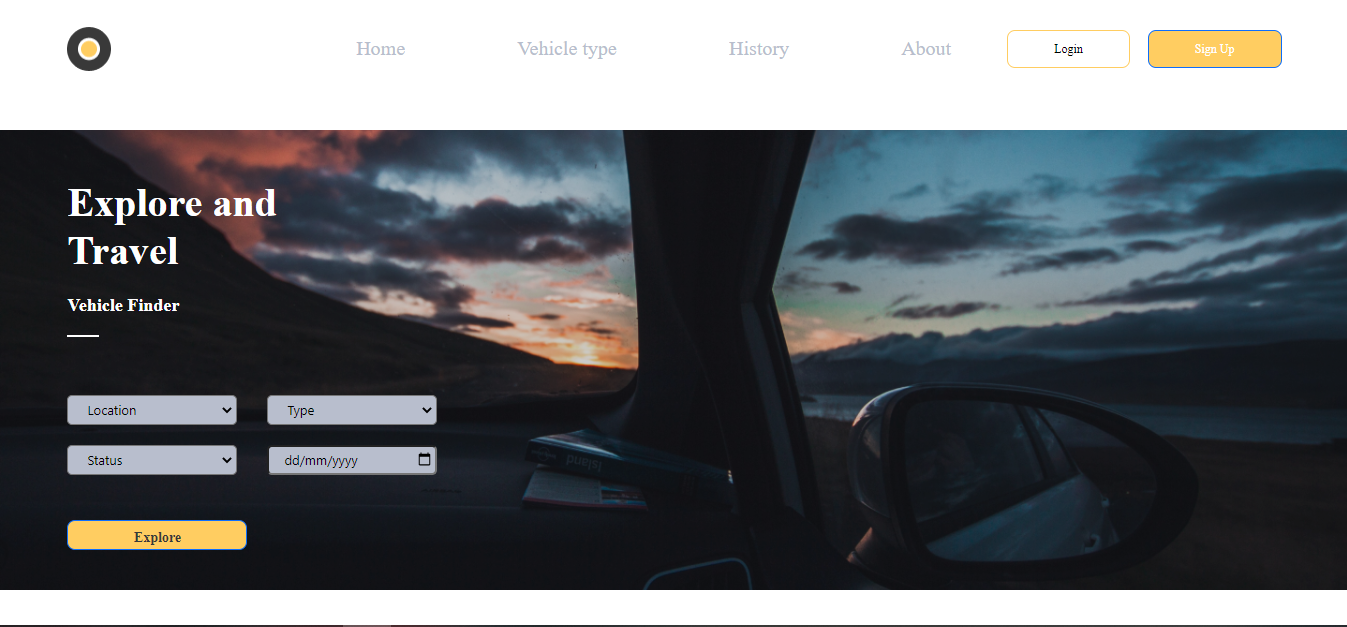 Home
Vehicle type
History
About
Login
Sign Up
Explore and
Travel
Vehicle Finder
Location
Type
Status
dd/mm/yyyy
Explore
Island